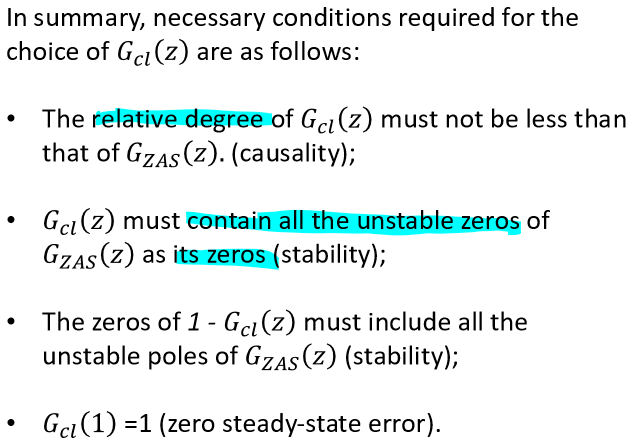 In summary, necessary conditions required for the
choice of G_{cl}(z) are as follows:
• The relative degree of G_{cl}(z) must not be less than
that of G_{ZAS}(z). (causality);
• G_{cl}(z) must contain all the unstable zeros of
G_{ZAS}(z) as its zeros (stability);
• The zeros of 1 - G_{cl}(z) must include all the
unstable poles of G_{ZAS}(z) (stability);
• G_{cl}(1) =1 (zero steady-state error).